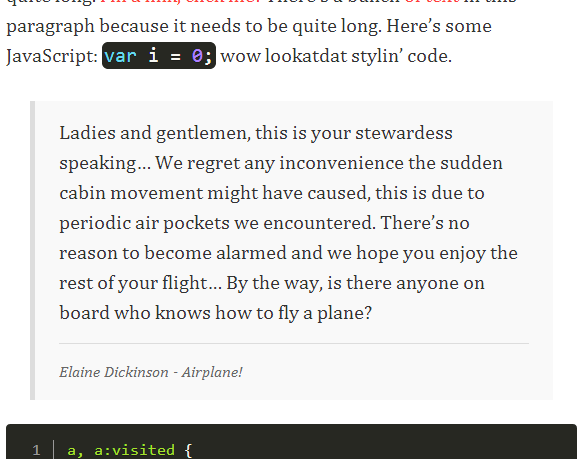 paragraph because it needs to be quite long. Here’s some
JavaScript: var i = 0; wow lookatdat stylin’ code.
Ladies and gentlemen, this is your stewardess
speaking… We regret any inconvenience the sudden
cabin movement might have caused, this is due to
periodic air pockets we encountered. There’s no
reason to become alarmed and we hope you enjoy the
rest of your flight… By the way, is there anyone on
board who knows how to fly a plane?
Elaine Dickinson - Airplane!
1 a, a:visited {